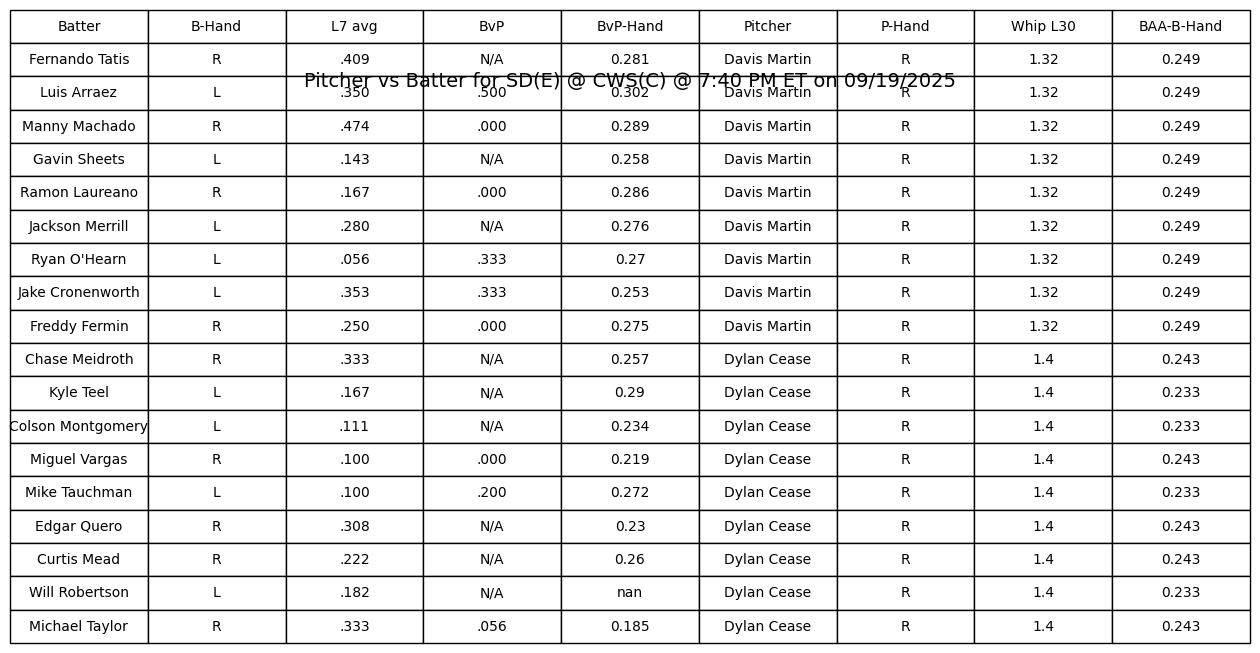 Batter B-Hand L7 avg BvP BvP-Hand Pitcher P-Hand Whip L30 BAA-B-Hand
Fernando Tatis R .409 N/A 0.281 Davis Martin R 1.32 0.249
Pitcher vs Batter for SD(E) @ CWS(C) @ 7:40 PM ET on 09/19/2025
Luis Arraez L .350 .500 0.302 Davis Martin R 1.32 0.249
Manny Machado R .474 .000 0.289 Davis Martin R 1.32 0.249
Gavin Sheets L .143 N/A 0.258 Davis Martin R 1.32 0.249
Ramon Laureano R .167 .000 0.286 Davis Martin R 1.32 0.249
Jackson Merrill L .280 N/A 0.276 Davis Martin R 1.32 0.249
Ryan O'Hearn L .056 .333 0.27 Davis Martin R 1.32 0.249
Jake Cronenworth L .353 .333 0.253 Davis Martin R 1.32 0.249
Freddy Fermin R .250 .000 0.275 Davis Martin R 1.32 0.249
Chase Meidroth R .333 N/A 0.257 Dylan Cease R 1.4 0.243
Kyle Teel L .167 N/A 0.29 Dylan Cease R 1.4 0.233
Colson Montgomery L .111 N/A 0.234 Dylan Cease R 1.4 0.233
Miguel Vargas R .100 .000 0.219 Dylan Cease R 1.4 0.243
Mike Tauchman L .100 .200 0.272 Dylan Cease R 1.4 0.233
Edgar Quero R .308 N/A 0.23 Dylan Cease R 1.4 0.243
Curtis Mead R .222 N/A 0.26 Dylan Cease R 1.4 0.243
Will Robertson L .182 N/A nan Dylan Cease R 1.4 0.233
Michael Taylor R .333 .056 0.185 Dylan Cease R 1.4 0.243